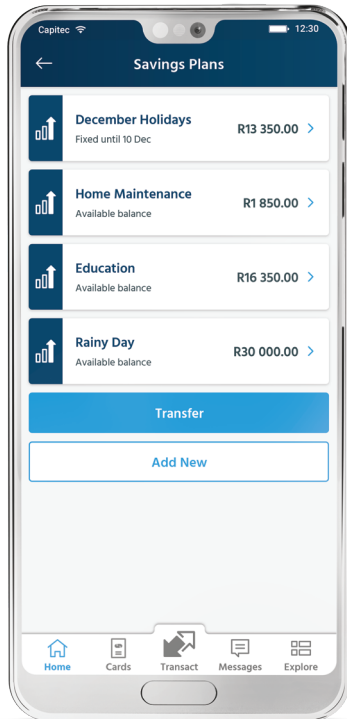 Capitec 12:30
Savings Plans
December Holidays
Fixed until 10 Dec
R13 350.00
Home Maintenance
Available balance
R1 850.00
Education
Available balance
R16 350.00
Rainy Day
Available balance
R30 000.00
Transfer
Add New
Home Cards Transact Messages Explore